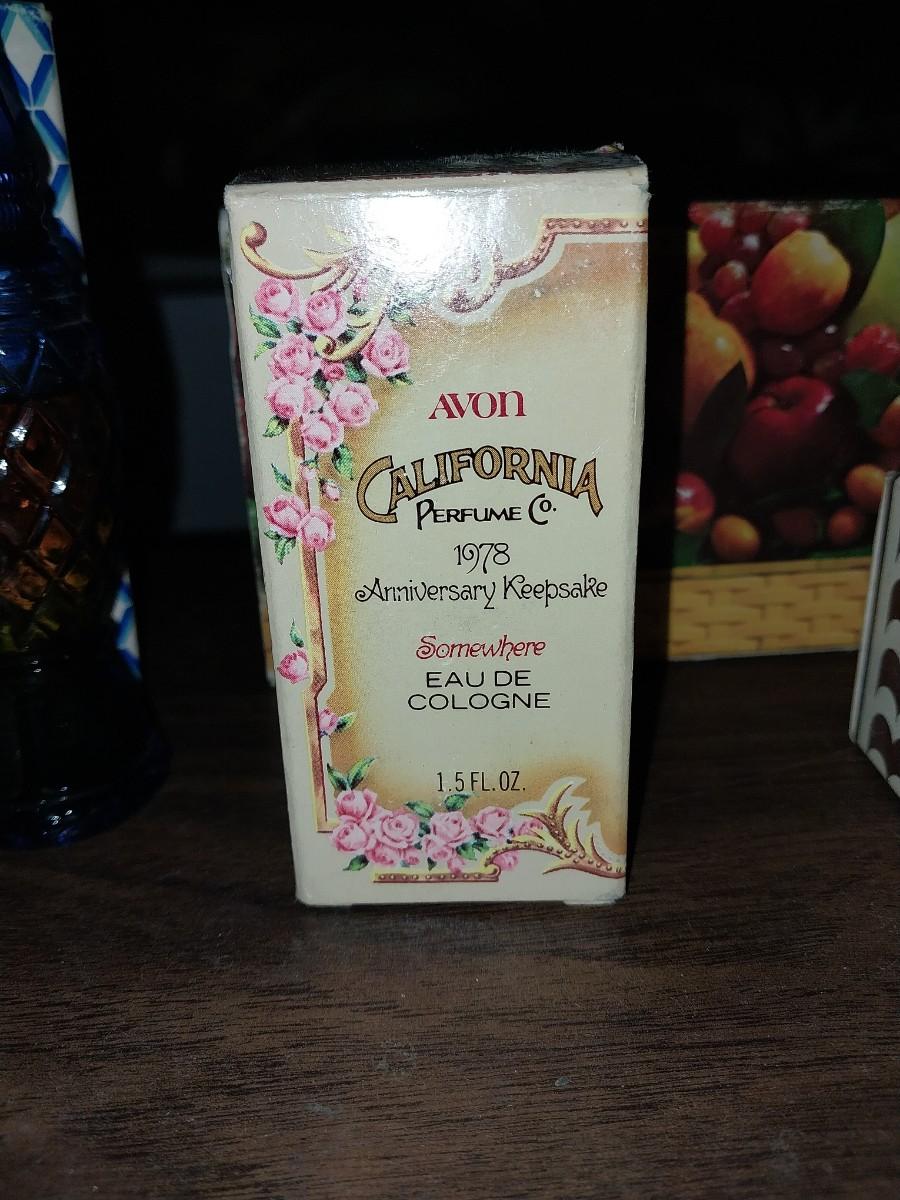 AVON
CALIFORNIA
PERFUME CO.
1978
Anniversary Keepsake
Somewhere
EAU DE
COLOGNE
1.5 FL. OZ.